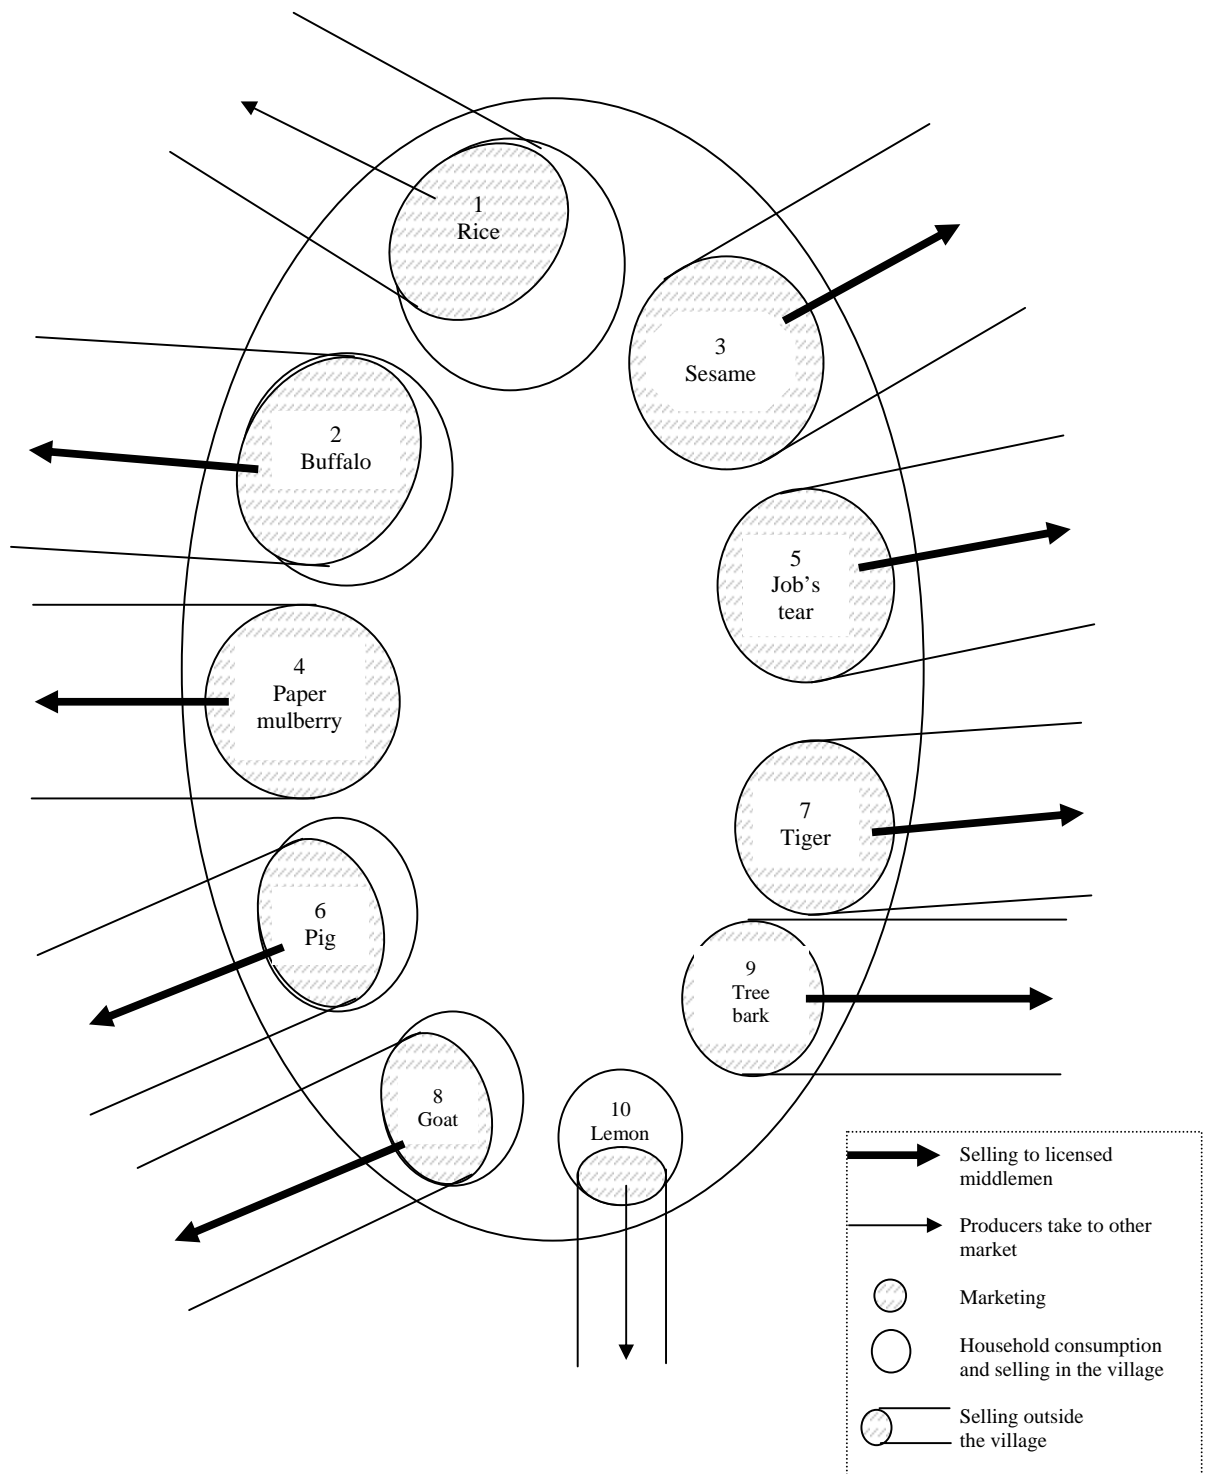 1
Rice
3
Sesame
2
Buffalo
5
Job's
tear
4
Paper
mulberry
7
Tiger
6
Pig
9
Tree
bark
8
Goat
10
Lemon
Selling to licensed
middlemen
Producers take to other
market
Marketing
Household consumption
and selling in the village
Selling outside
the village